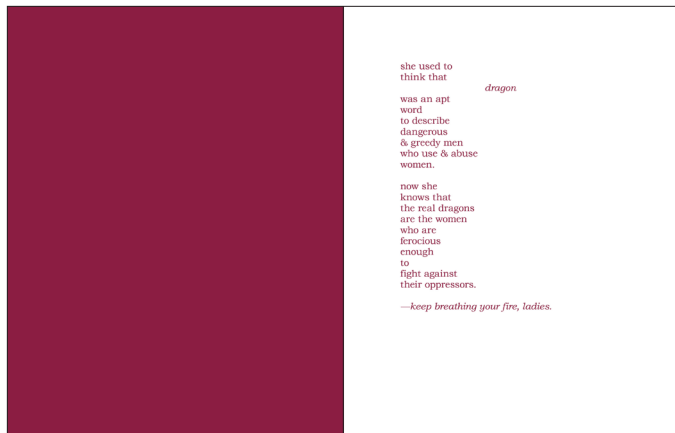 she used to
think that
dragon
was an apt
word
to describe
dangerous
& greedy men
who use & abuse
women.
now she
knows that
the real dragons
are the women
who are
ferocious
enough
to
fight against
their oppressors.
—keep breathing your fire, ladies.